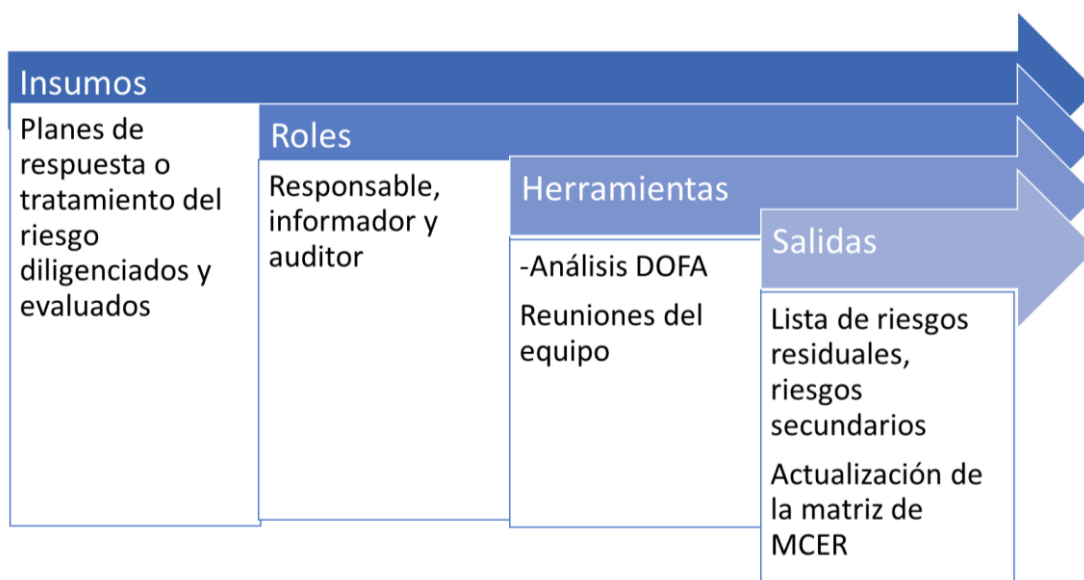 Insumos
Planes de
respuesta o
tratamiento del
riesgo
diligenciados y
evaluados
Roles
Responsable,
informador y
auditor
Herramientas
-Análisis DOFA
Reuniones del
equipo
Salidas
Lista de riesgos
residuales,
riesgos
secundarios
Actualización de
la matriz de
MCER